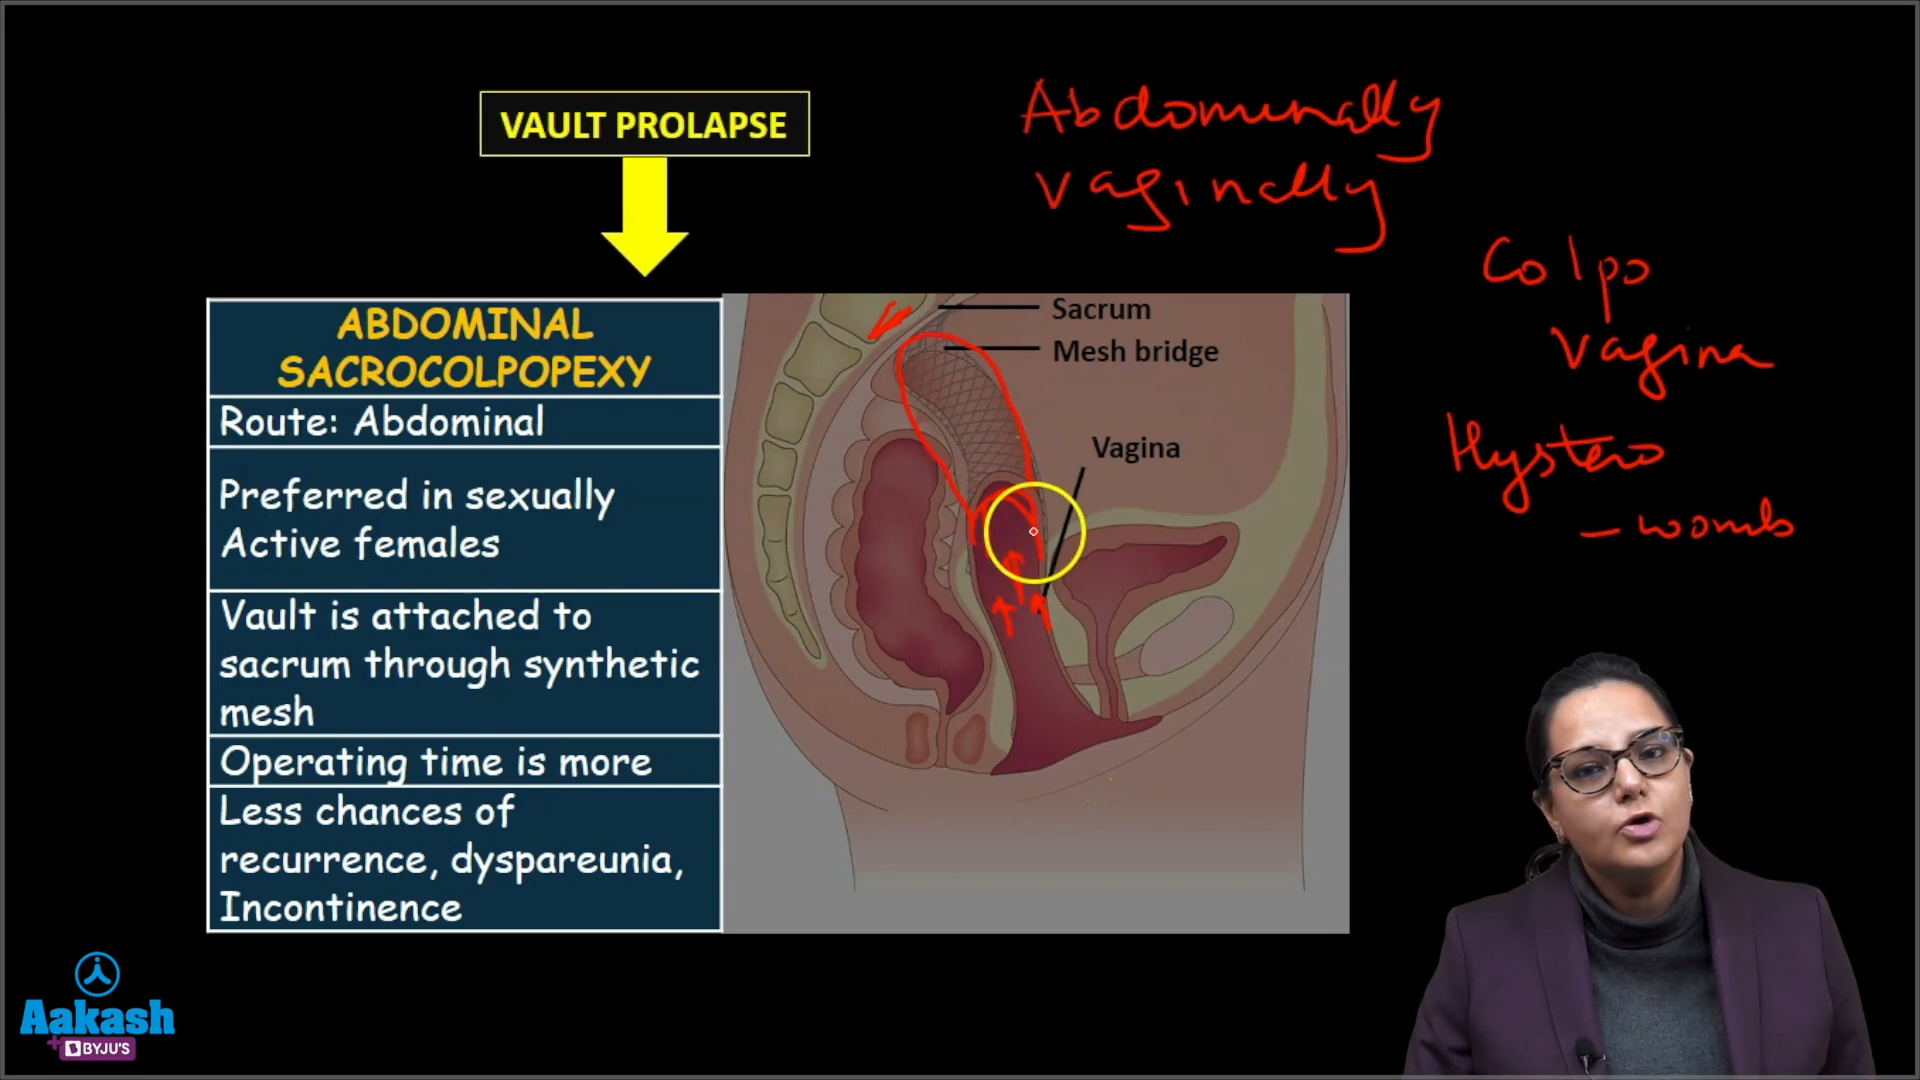 VAULT PROLAPSE
Abdominally
Vaginally
Colpo
Vagina
Hystero
- womb
ABDOMINAL
SACROCOLPOPEXY
Route: Abdominal
Preferred in sexually
Active females
Vault is attached to
sacrum through synthetic
mesh
Operating time is more
Less chances of
recurrence, dyspareunia,
Incontinence
Sacrum
Mesh bridge
Vagina
Aakash
+ BYJU'S